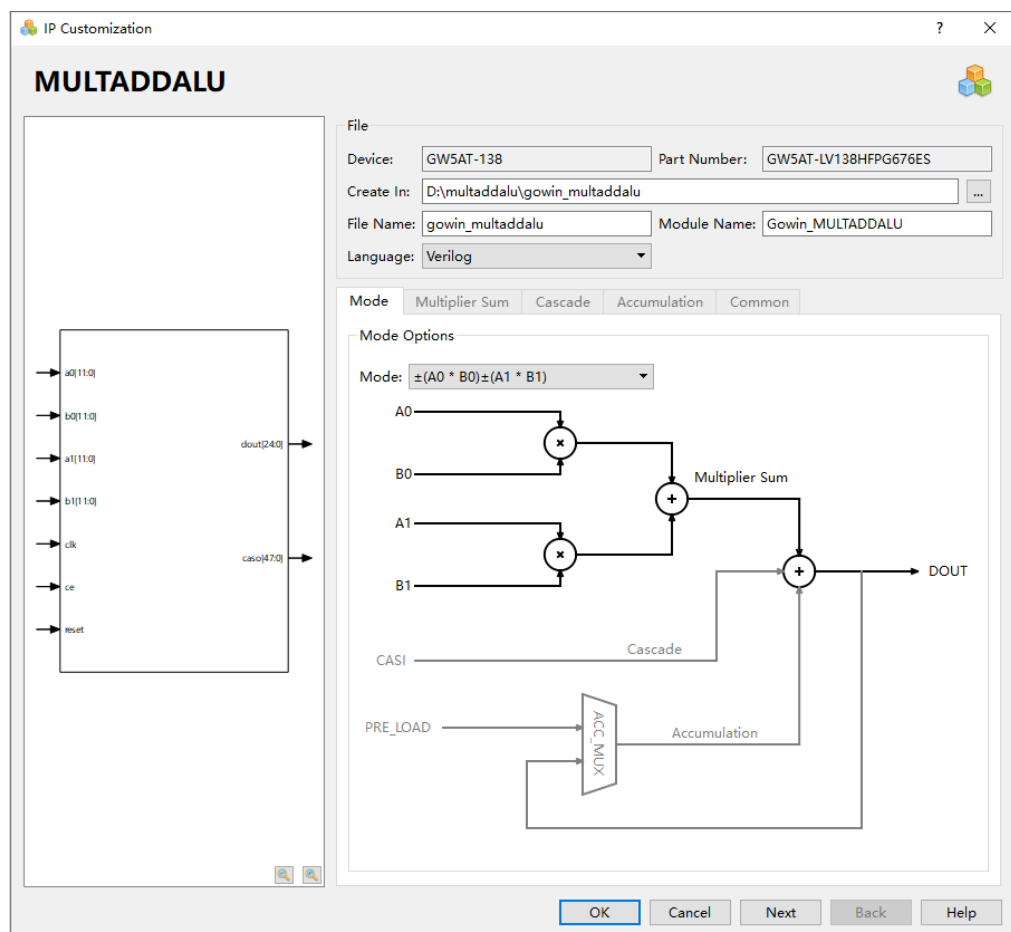 IP Customization
?
MULTADDALU
File
Device: GW5AT-138 Part Number: GW5AT-LV138HFPG676ES
Create In: D:\multaddalu\gowin_multaddalu ...
File Name: gowin_multaddalu Module Name: Gowin_MULTADDALU
Language: Verilog
Mode Multiplier Sum Cascade Accumulation Common
Mode Options
Mode: ±(A0 * B0)±(A1 * B1)
a0[11:0]
b0[11:0]
a1[11:0]
b1[11:0]
clk
ce
reset
dout[24:0]
caso[47:0]
A0
B0
A1
B1
Multiplier Sum
DOUT
CASI
Cascade
PRE_LOAD
ACC_MUX
Accumulation
OK Cancel Next Back Help